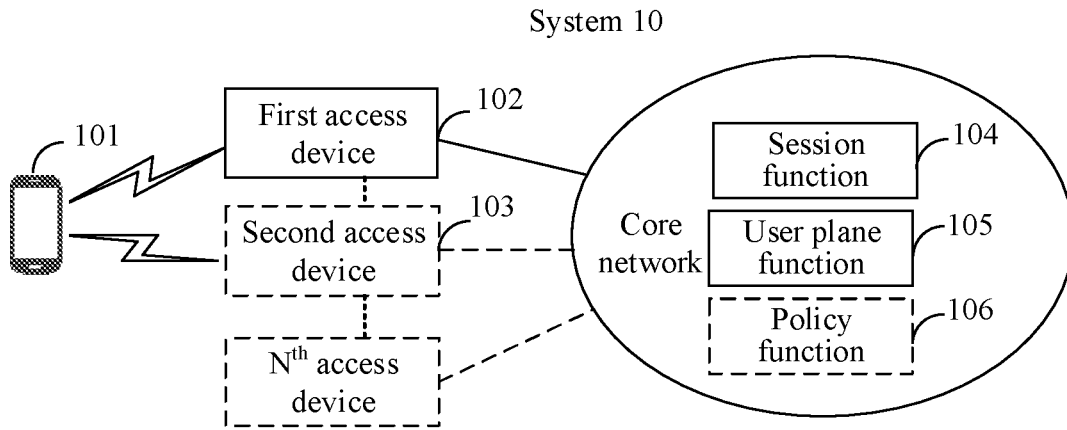 System 10
101
First access
device
102
Second access
device
103
N^th access
device
Core
network
Session
function
104
User plane
function
105
Policy
function
106